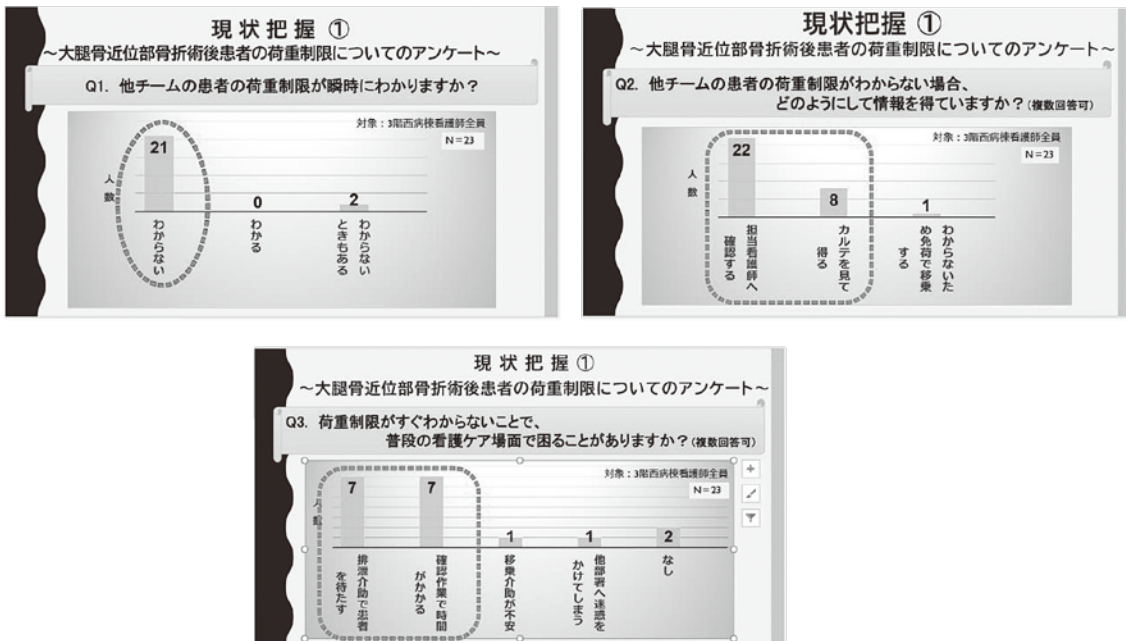 現状把握 ①
~大腿骨近位部骨折術後患者の荷重制限についてのアンケート~
Q1. 他チームの患者の荷重制限が瞬時にわかりますか?
対象:3階西病棟看護師全員
N=23
人数
21
0
2
わからない
わかる
わからない
ときもある
現状把握 ①
~大腿骨近位部骨折術後患者の荷重制限についてのアンケート~
Q2. 他チームの患者の荷重制限がわからない場合、
どのようにして情報を得ていますか?(複数回答可)
対象:3階西病棟看護師全員
N=23
人数
22
8
1
担当看護師へ
確認する
カルテを見て
得る
わからないた
め免荷で移乗
する
現状把握 ①
~大腿骨近位部骨折術後患者の荷重制限についてのアンケート~
Q3. 荷重制限がすぐわからないことで、
普段の看護ケア場面で困ることがありますか?(複数回答可)
対象:3階西病棟看護師全員
N=23
人数
7
7
1
1
2
排泄介助で患者
を待たす
確認作業で時間
がかかる
移乗介助が不安
他部署へ迷惑を
かけてしまう
なし